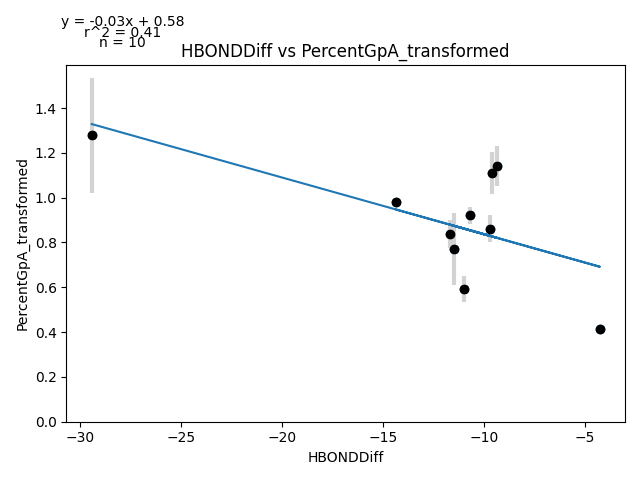 y = -0.03x + 0.58
r^2 = 0.41
n = 10
HBONDDiff vs PercentGpA_transformed
PercentGpA_transformed
1.4
1.2
1.0
0.8
0.6
0.4
0.2
0.0
−30
−25
−20
−15
−10
−5
HBONDDiff